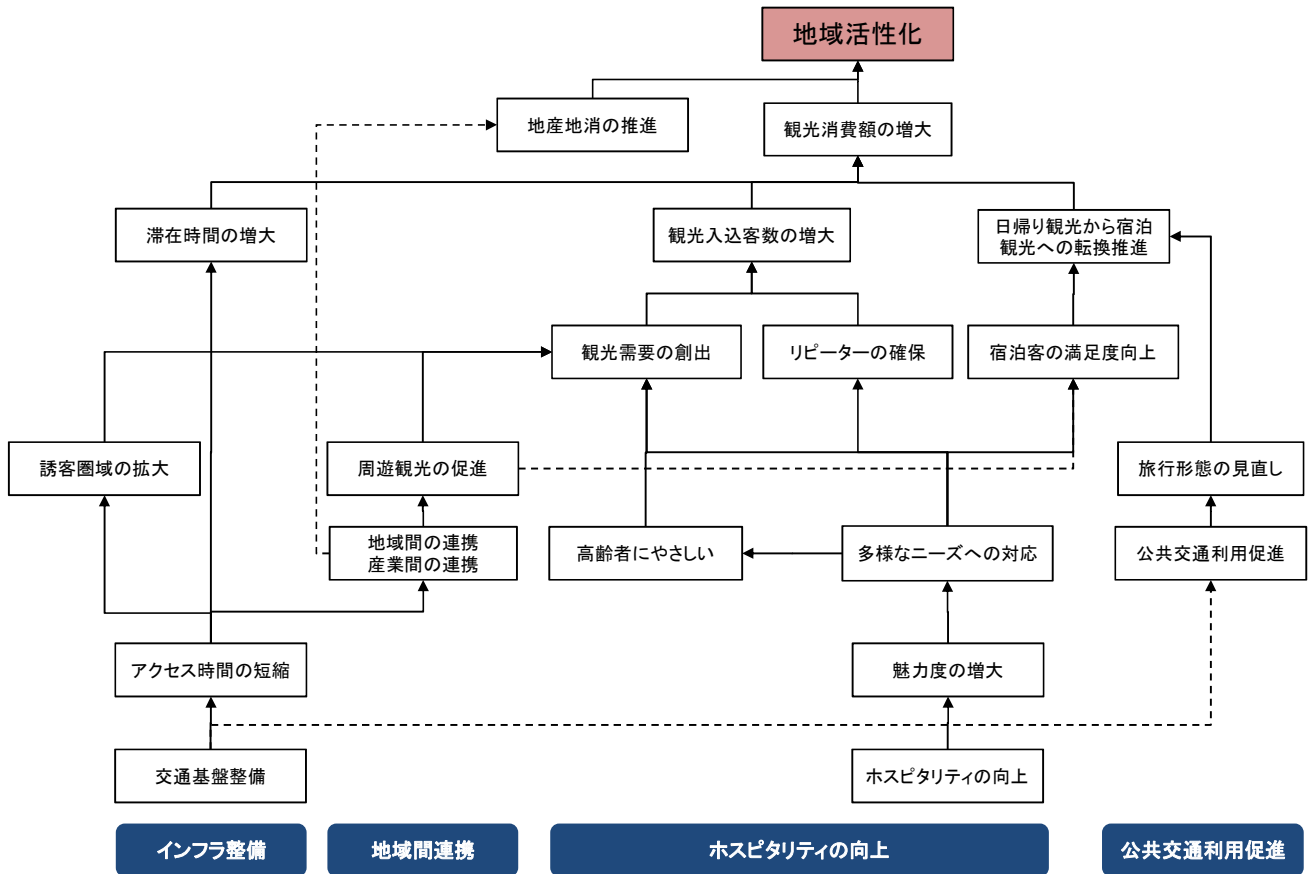 地域活性化
地産地消の推進
観光消費額の増大
滞在時間の増大
観光入込客数の増大
日帰り観光から宿泊
観光への転換推進
観光需要の創出
リピーターの確保
宿泊客の満足度向上
誘客圏域の拡大
周遊観光の促進
旅行形態の見直し
地域間の連携
産業間の連携
高齢者にやさしい
多様なニーズへの対応
公共交通利用促進
アクセス時間の短縮
魅力度の増大
交通基盤整備
ホスピタリティの向上
インフラ整備
地域間連携
ホスピタリティの向上
公共交通利用促進